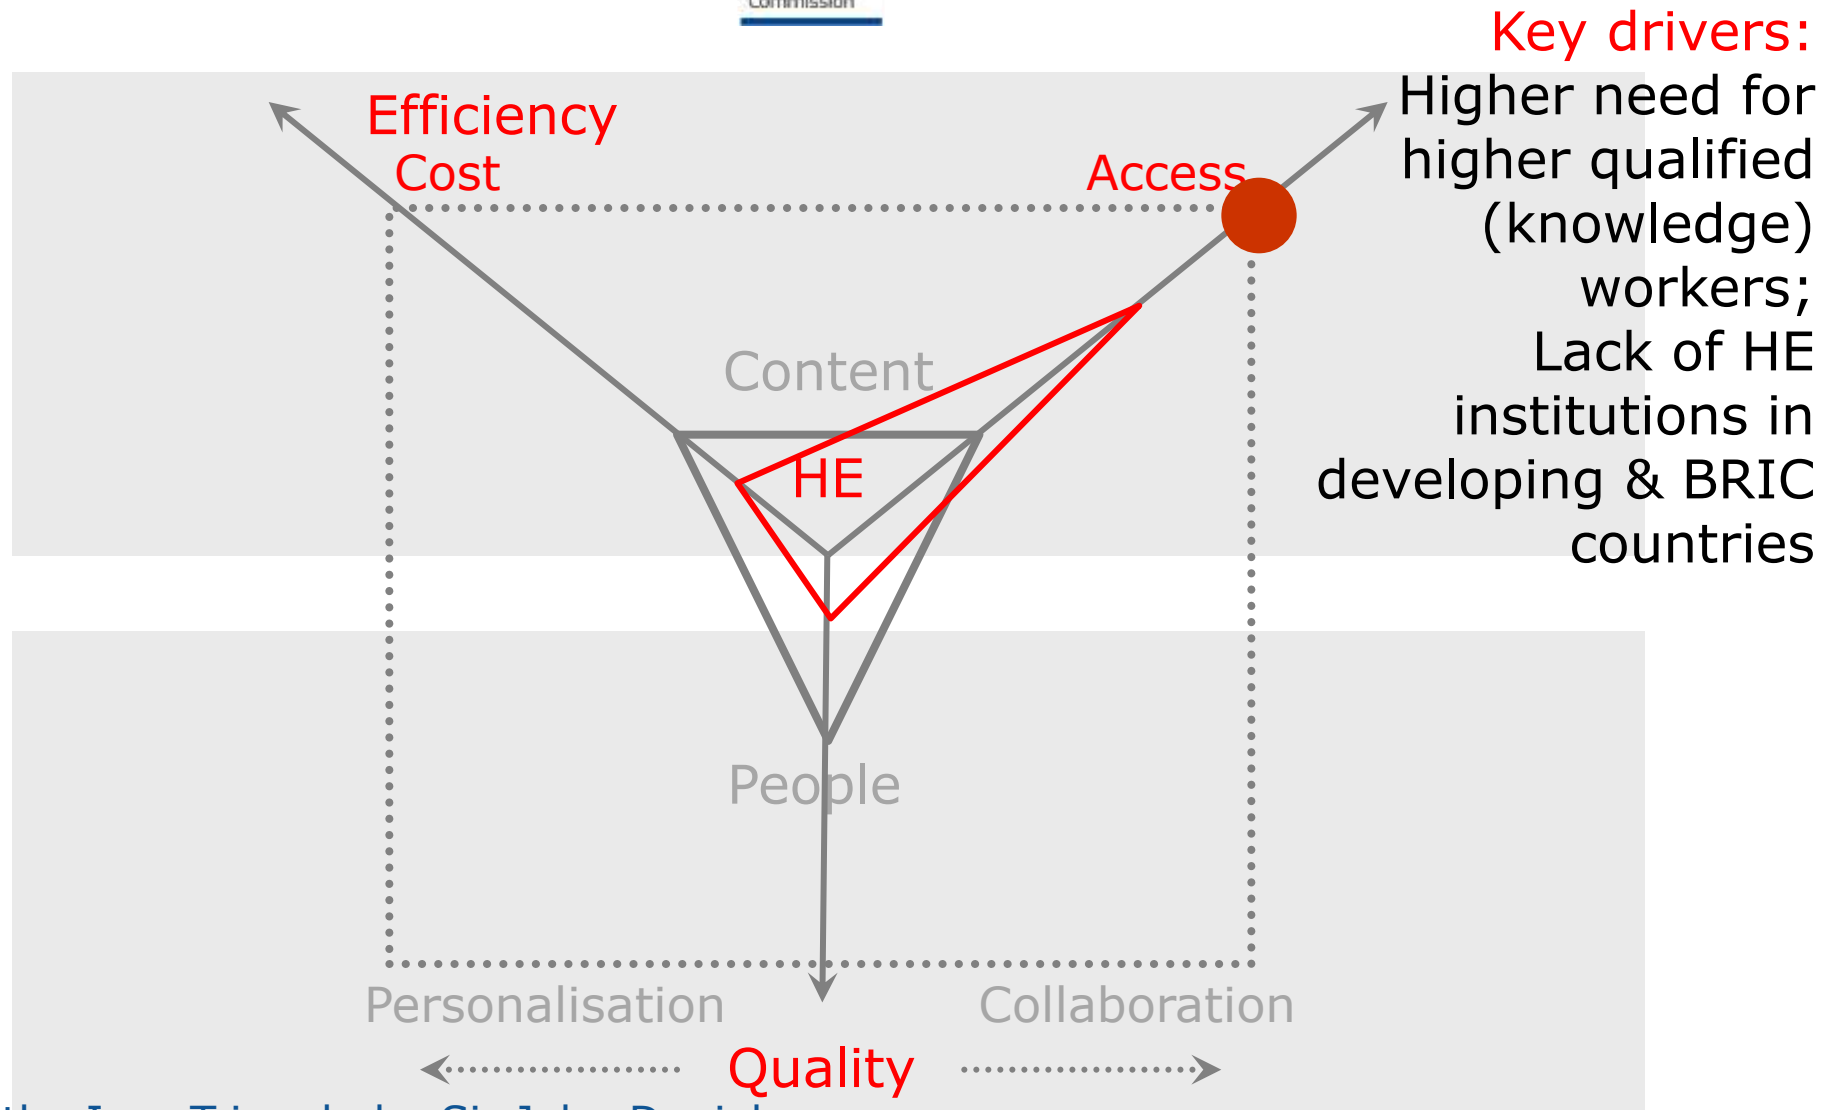 Commission
Key drivers:
Higher need for
higher qualified
(knowledge)
workers;
Lack of HE
institutions in
developing & BRIC
countries
Efficiency
Cost
Access
Content
HE
People
Personalisation
Collaboration
Quality